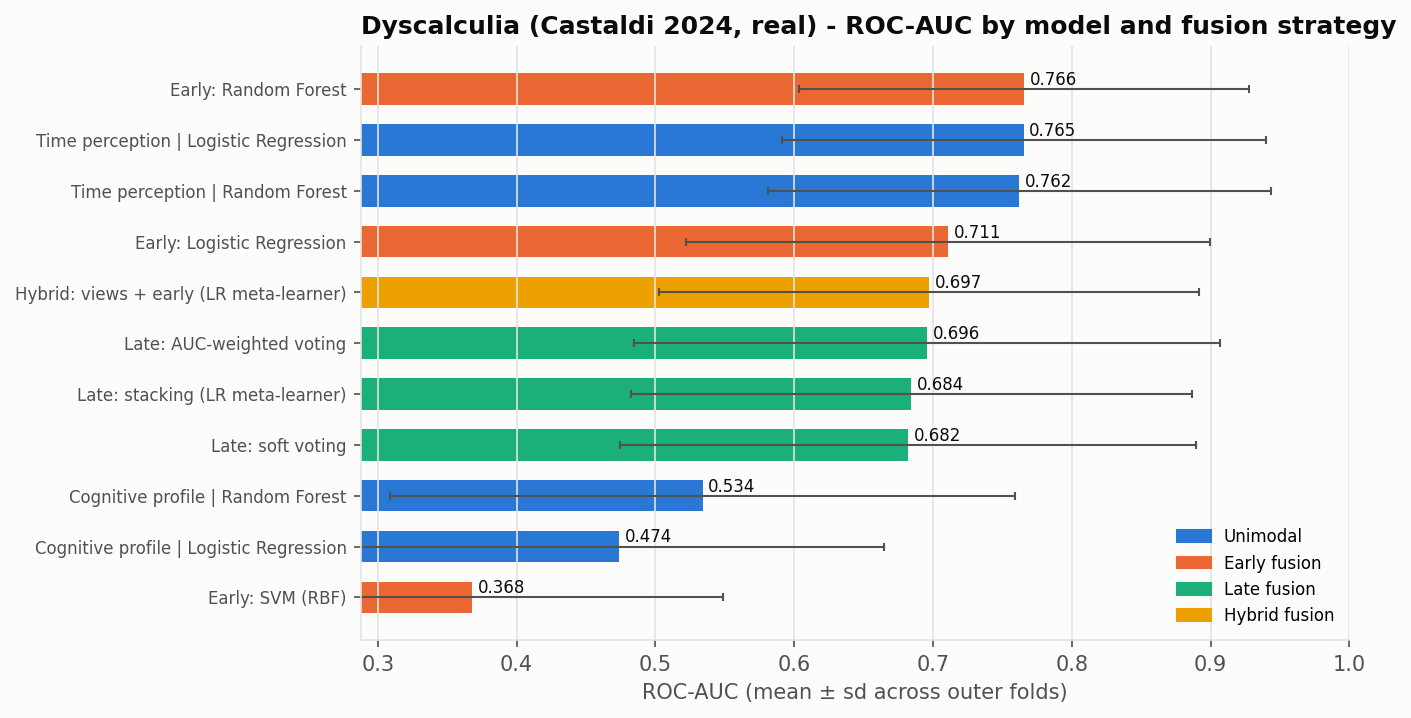 Dyscalculia (Castaldi 2024, real) - ROC-AUC by model and fusion strategy
Early: Random Forest
0.766
Time perception | Logistic Regression
0.765
Time perception | Random Forest
0.762
Early: Logistic Regression
0.711
Hybrid: views + early (LR meta-learner)
0.697
Late: AUC-weighted voting
0.696
Late: stacking (LR meta-learner)
0.684
Late: soft voting
0.682
Cognitive profile | Random Forest
0.534
Cognitive profile | Logistic Regression
0.474
Early: SVM (RBF)
0.368
Unimodal
Early fusion
Late fusion
Hybrid fusion
0.3 0.4 0.5 0.6 0.7 0.8 0.9 1.0
ROC-AUC (mean ± sd across outer folds)